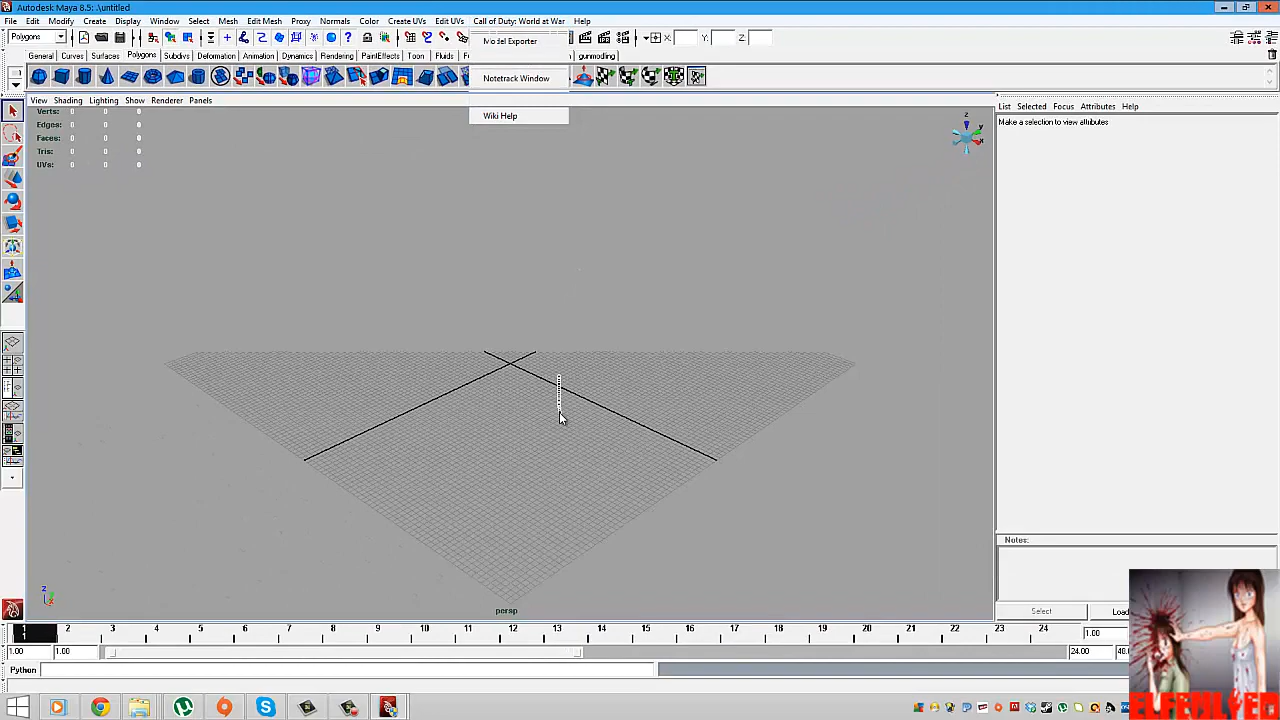 Autodesk Maya 8.5: .\untitled
File Edit Modify Create Display Window Select Mesh Edit Mesh Proxy Normals Color Create UVs Edit UVs Call of Duty: World at War Help
Polygons X: Y: Z:
Model Exporter
General Curves Surfaces Polygons Subdivs Deformation Animation Dynamics Rendering PaintEffects Toon Fluids gunmoding
Notetrack Window
View Shading Lighting Show Renderer Panels
List Selected Focus Attributes Help
Wiki Help
Make a selection to view attributes
Verts: 0 0 0
Edges: 0 0 0
Faces: 0 0 0
Tris: 0 0 0
UVs: 0 0 0
z
y
x
Notes:
z
persp
Select Load
1 2 3 4 5 6 7 8 9 10 11 12 13 14 15 16 17 18 19 20 21 22 23 24 1.00
1
1.00 1.00 24.00
Python
ELFENLYED